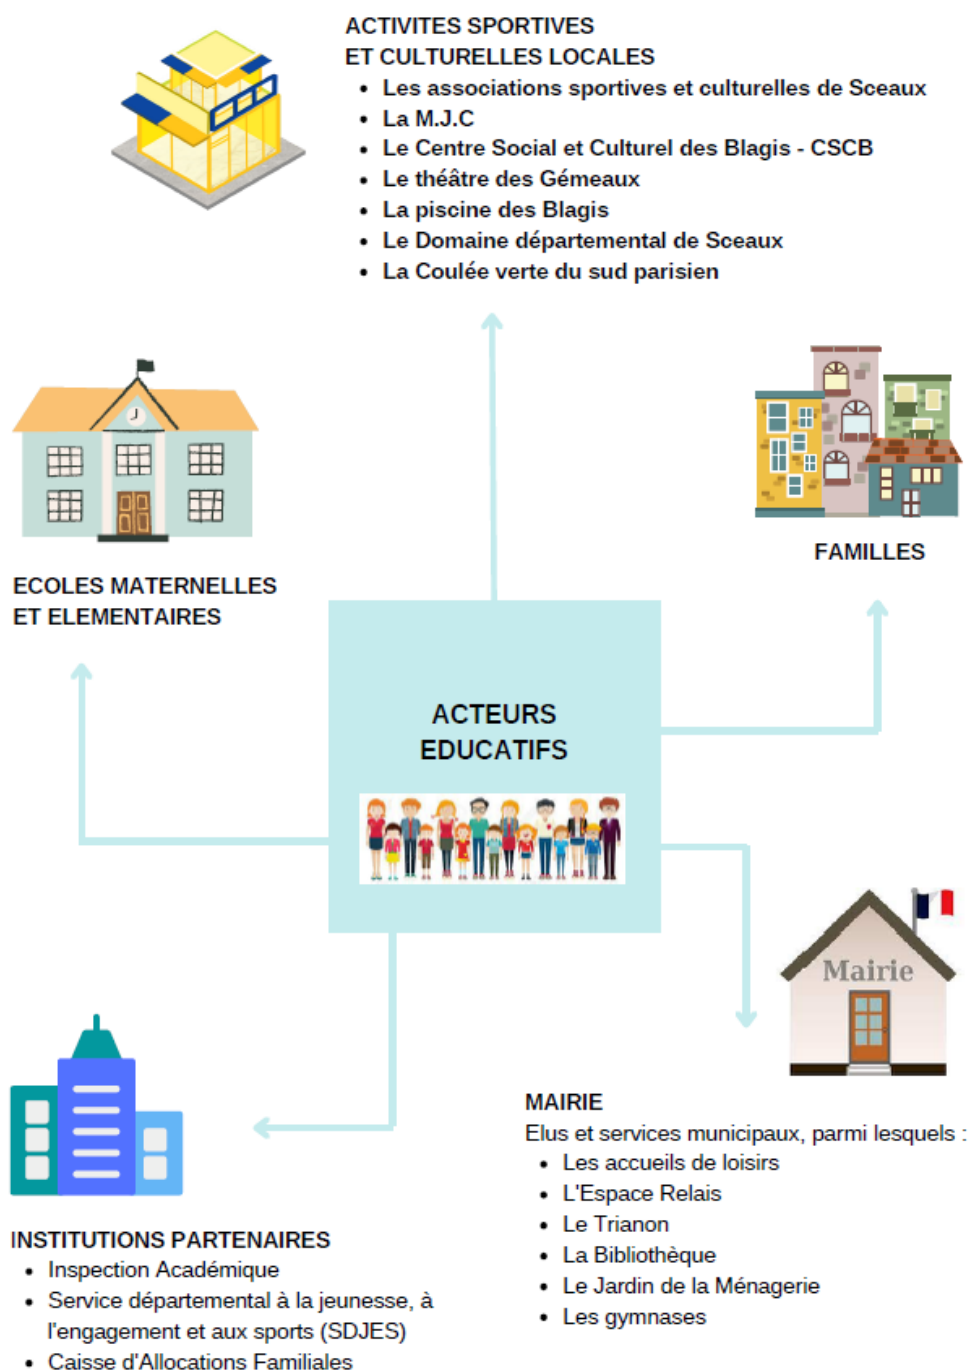 ACTIVITES SPORTIVES
ET CULTURELLES LOCALES
• Les associations sportives et culturelles de Sceaux
• La M.J.C
• Le Centre Social et Culturel des Blagis - CSCB
• Le théâtre des Gémeaux
• La piscine des Blagis
• Le Domaine départemental de Sceaux
• La Coulée verte du sud parisien
FAMILLES
ECOLES MATERNELLES
ET ELEMENTAIRES
ACTEURS
EDUCATIFS
Mairie
MAIRIE
Elus et services municipaux, parmi lesquels :
• Les accueils de loisirs
• L'Espace Relais
• Le Trianon
• La Bibliothèque
• Le Jardin de la Ménagerie
• Les gymnases
INSTITUTIONS PARTENAIRES
• Inspection Académique
• Service départemental à la jeunesse, à
l'engagement et aux sports (SDJES)
• Caisse d'Allocations Familiales